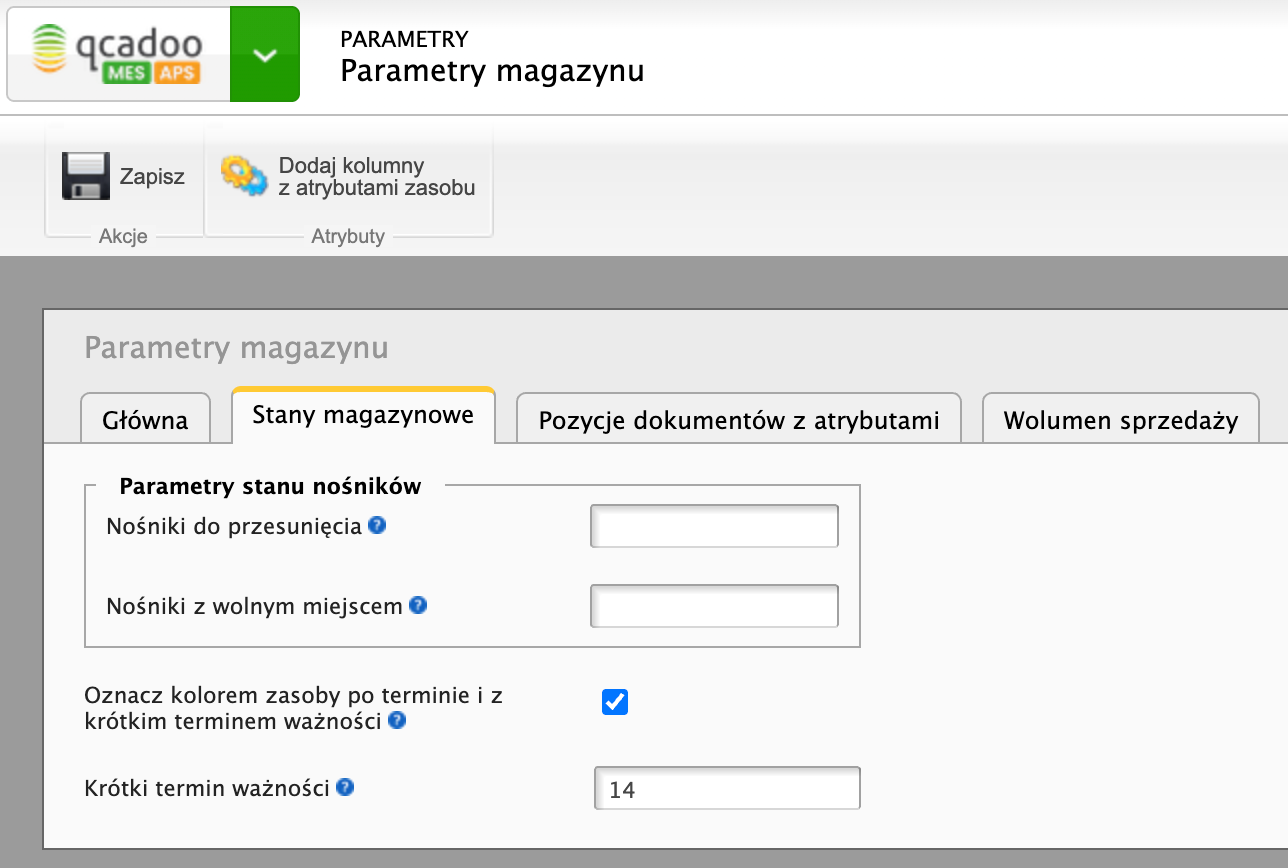 qcadoo
MES APS
PARAMETRY
Parametry magazynu
Zapisz
Dodaj kolumny
z atrybutami zasobu
Akcje
Atrybuty
Parametry magazynu
Główna
Stany magazynowe
Pozycje dokumentów z atrybutami
Wolumen sprzedaży
Parametry stanu nośników
Nośniki do przesunięcia ?
Nośniki z wolnym miejscem ?
Oznacz kolorem zasoby po terminie i z
krótkim terminem ważności ?
Krótki termin ważności ?
14